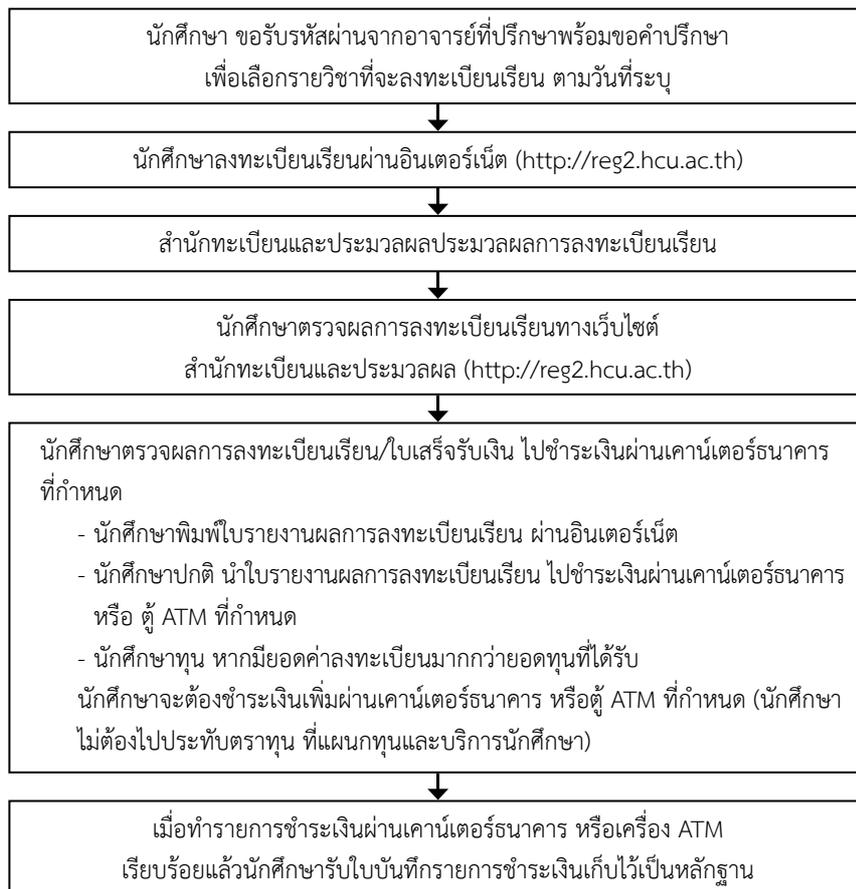 นักศึกษา ขอรับรหัสผ่านจากอาจารย์ที่ปรึกษาพร้อมขอคำปรึกษา
เพื่อเลือกรายวิชาที่จะลงทะเบียนเรียน ตามวันที่ระบุ
นักศึกษาลงทะเบียนเรียนผ่านอินเตอร์เน็ต (http://reg2.hcu.ac.th)
สำนักทะเบียนและประมวลผลประมวลผลการลงทะเบียนเรียน
นักศึกษาตรวจผลการลงทะเบียนเรียนทางเว็บไซต์
สำนักทะเบียนและประมวลผล (http://reg2.hcu.ac.th)
นักศึกษาตรวจผลการลงทะเบียนเรียน/ใบเสร็จรับเงิน ไปชำระเงินผ่านเคาน์เตอร์ธนาคาร
ที่กำหนด
- นักศึกษาพิมพ์ใบรายงานผลการลงทะเบียนเรียน ผ่านอินเตอร์เน็ต
- นักศึกษาปกติ นำใบรายงานผลการลงทะเบียนเรียน ไปชำระเงินผ่านเคาน์เตอร์ธนาคาร
หรือ ตู้ ATM ที่กำหนด
- นักศึกษาทุน หากมียอดค่าลงทะเบียนมากกว่ายอดทุนที่ได้รับ
นักศึกษาจะต้องชำระเงินเพิ่มผ่านเคาน์เตอร์ธนาคาร หรือตู้ ATM ที่กำหนด (นักศึกษา
ไม่ต้องไปประทับตราทุน ที่แผนกทุนและบริการนักศึกษา)
เมื่อทำรายการชำระเงินผ่านเคาน์เตอร์ธนาคาร หรือเครื่อง ATM
เรียบร้อยแล้วนักศึกษารับใบบันทึกรายการชำระเงินเก็บไว้เป็นหลักฐาน